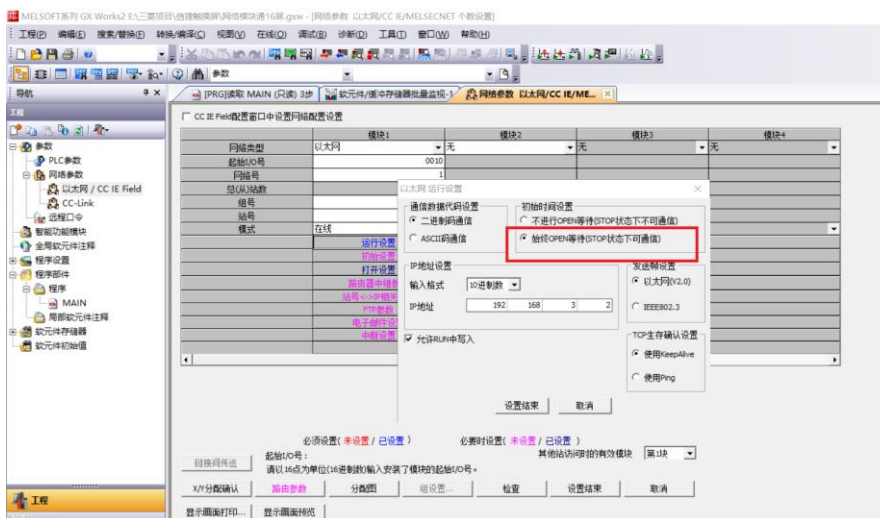 MELSOFT系列 GX Works2 E:\三菱项目\信捷触摸屏\网络模块通16屏.gxw - [网络参数 以太网/CC IE/MELSECNET 个数设置]
工程(P) 编辑(E) 搜索/替换(F) 转换/编译(C) 视图(V) 在线(O) 调试(B) 诊断(D) 工具(T) 窗口(W) 帮助(H)
参数
导航
[PRG]读取 MAIN (只读) 3步 软元件/缓冲存储器批量监视-1 网络参数 以太网/CC IE/ME...
工程
CC IE Field配置窗口中设置网络配置设置
参数
PLC参数
网络参数
以太网 / CC IE Field
CC-Link
远程口令
智能功能模块
全局软元件注释
程序设置
程序部件
程序
MAIN
局部软元件注释
软元件存储器
软元件初始值
模块1 模块2 模块3 模块4
网络类型 以太网 无 无 无
起始I/O号 0010
网络号 1
总(从)站数
组号
站号
模式 在线
运行设置
初始设置
打开设置
FTP参数
中断设置
以太网 运行设置
通信数据代码设置
二进制码通信
ASCII码通信
初始时间设置
不进行OPEN等待(STOP状态下不可通信)
始终OPEN等待(STOP状态下可通信)
IP地址设置
输入格式 10进制数
IP地址 192 168 3 2
发送帧设置
以太网(V2.0)
IEEE802.3
允许RUN中写入
TCP生存确认设置
使用KeepAlive
使用Ping
设置结束 取消
必须设置( 未设置 / 已设置 ) 必要时设置( 未设置 / 已设置 )
链接间传送
起始I/O号:
其他站访问时的有效模块 第1块
请以16点为单位(16进制数)输入安装了模块的起始I/O号。
X/Y分配确认 路由参数 分配图 组设置... 检查 设置结束 取消
显示画面打印... 显示画面预览
工程